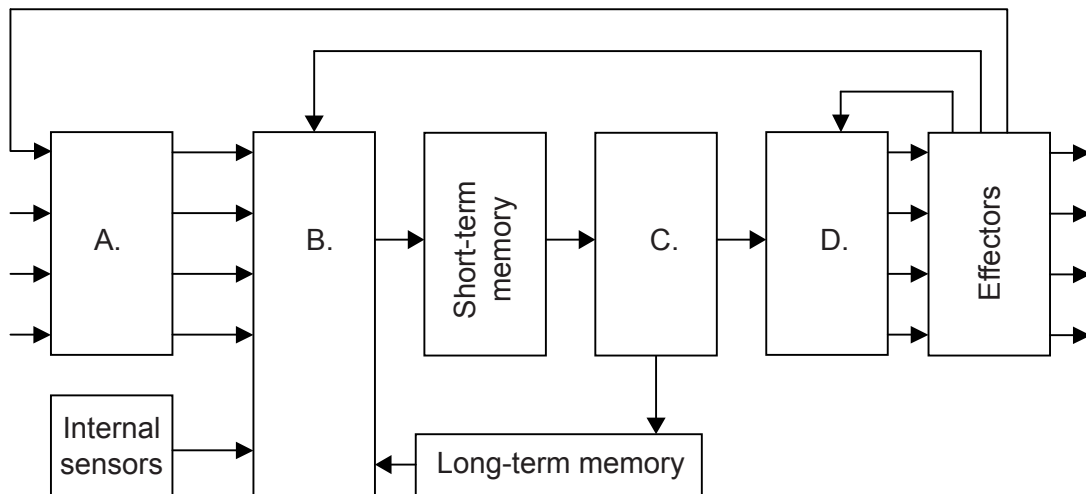 A.
B.
Short-term
memory
C.
D.
Effectors
Internal
sensors
Long-term memory